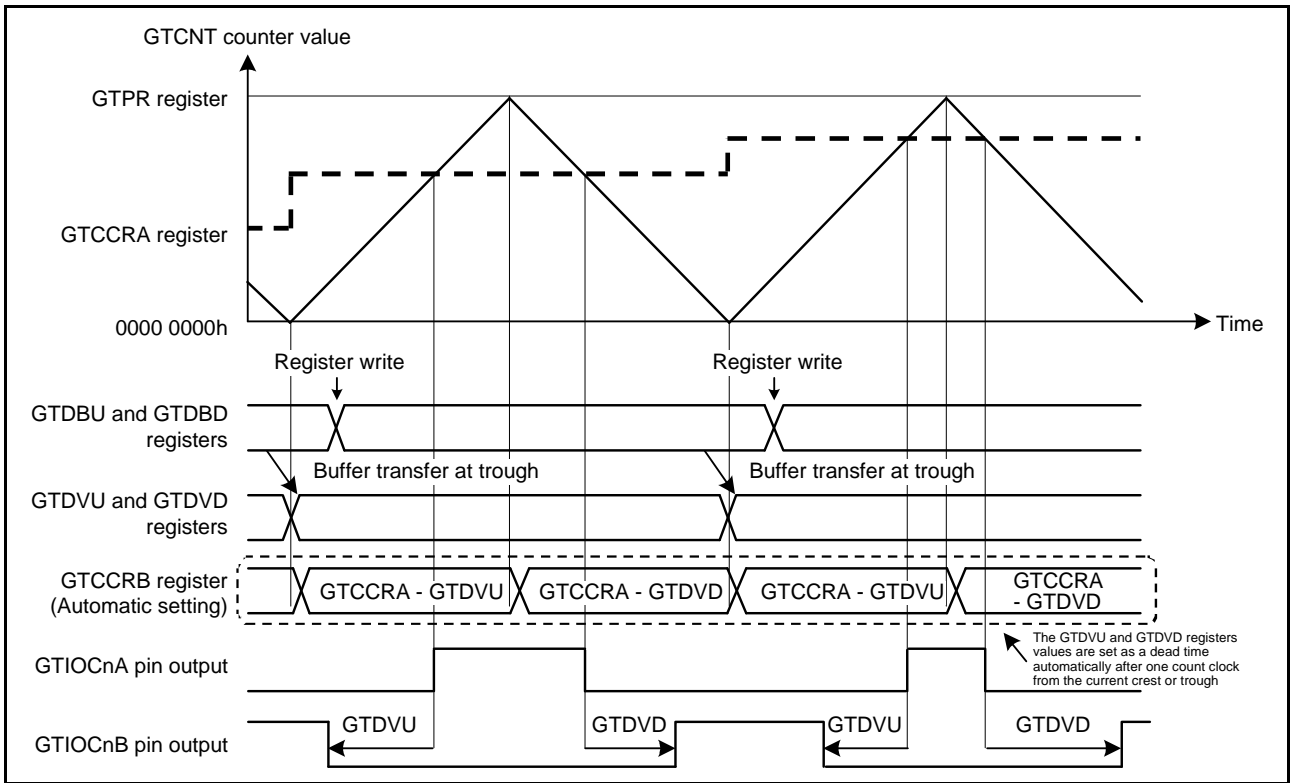 GTCNT counter value
GTPR register
GTCCRA register
0000 0000h
Time
Register write
Register write
GTDBU and GTDBD
registers
Buffer transfer at trough
Buffer transfer at trough
GTDVU and GTDVD
registers
GTCCRB register
(Automatic setting)
GTCCRA - GTDVU
GTCCRA - GTDVD
GTCCRA - GTDVU
GTCCRA
- GTDVD
The GTDVU and GTDVD registers
values are set as a dead time
automatically after one count clock
from the current crest or trough
GTIOCnA pin output
GTIOCnB pin output
GTDVU
GTDVD
GTDVU
GTDVD